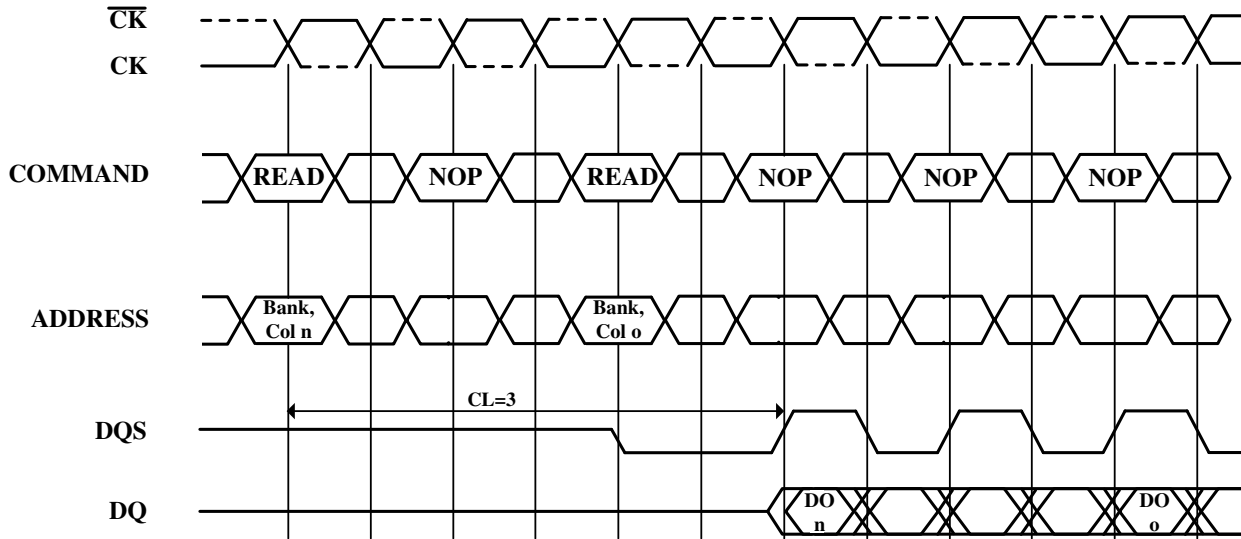 C̅K̅
CK
COMMAND
READ
NOP
READ
NOP
NOP
NOP
ADDRESS
Bank,
Col n
Bank,
Col o
CL=3
DQS
DQ
DO
n
DO
o